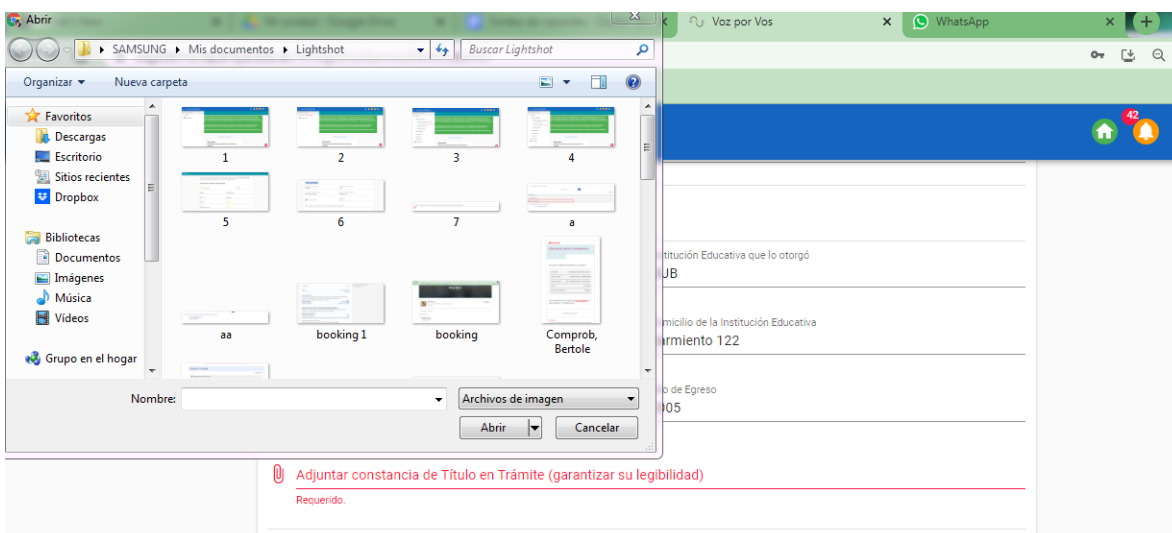 Abrir
Voz por Vos
WhatsApp
SAMSUNG
Mis documentos
Lightshot
Buscar Lightshot
Organizar
Nueva carpeta
Favoritos
Descargas
Escritorio
Sitios recientes
Dropbox
Bibliotecas
Documentos
Imágenes
Música
Vídeos
Grupo en el hogar
1
2
3
4
5
6
7
a
aa
booking1
booking
Comprob,
Bertole
Nombre:
Archivos de imagen
Abrir
Cancelar
42
titución Educativa que lo otorgó
UB
micilio de la Institución Educativa
armiento 122
o de Egreso
005
Adjuntar constancia de Título en Trámite (garantizar su legibilidad)
Requerido.